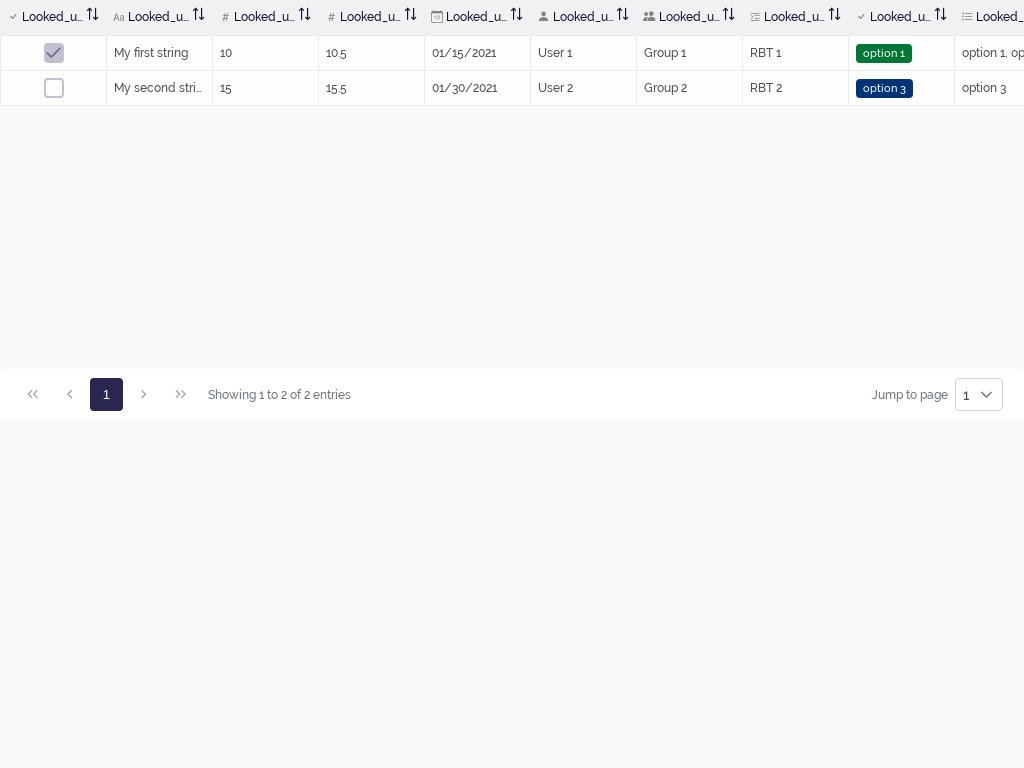 Looked_u... Aa Looked_u... # Looked_u... # Looked_u... Looked_u... Looked_u... Looked_u... Looked_u... Looked_u... Looked_
My first string 10 10.5 01/15/2021 User 1 Group 1 RBT 1 option 1 option 1, op
My second stri... 15 15.5 01/30/2021 User 2 Group 2 RBT 2 option 3 option 3
1 Showing 1 to 2 of 2 entries Jump to page 1